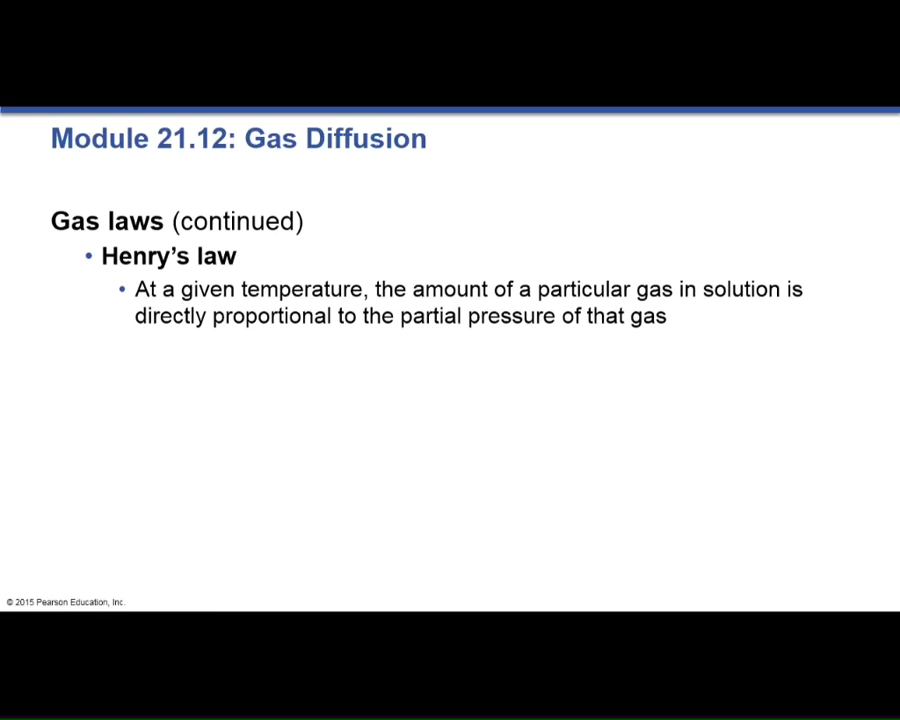 Module 21.12: Gas Diffusion
Gas laws (continued)
• Henry’s law
• At a given temperature, the amount of a particular gas in solution is
directly proportional to the partial pressure of that gas
© 2015 Pearson Education, Inc.